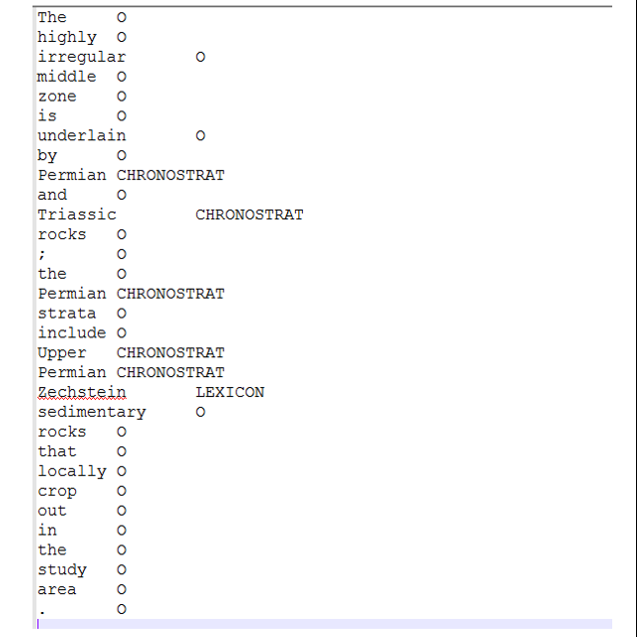 The O
highly O
irregular O
middle O
zone O
is O
underlain O
by O
Permian CHRONOSTRAT
and O
Triassic CHRONOSTRAT
rocks O
; O
the O
Permian CHRONOSTRAT
strata O
include O
Upper CHRONOSTRAT
Permian CHRONOSTRAT
Zechstein LEXICON
sedimentary O
rocks O
that O
locally O
crop O
out O
in O
the O
study O
area O
. O